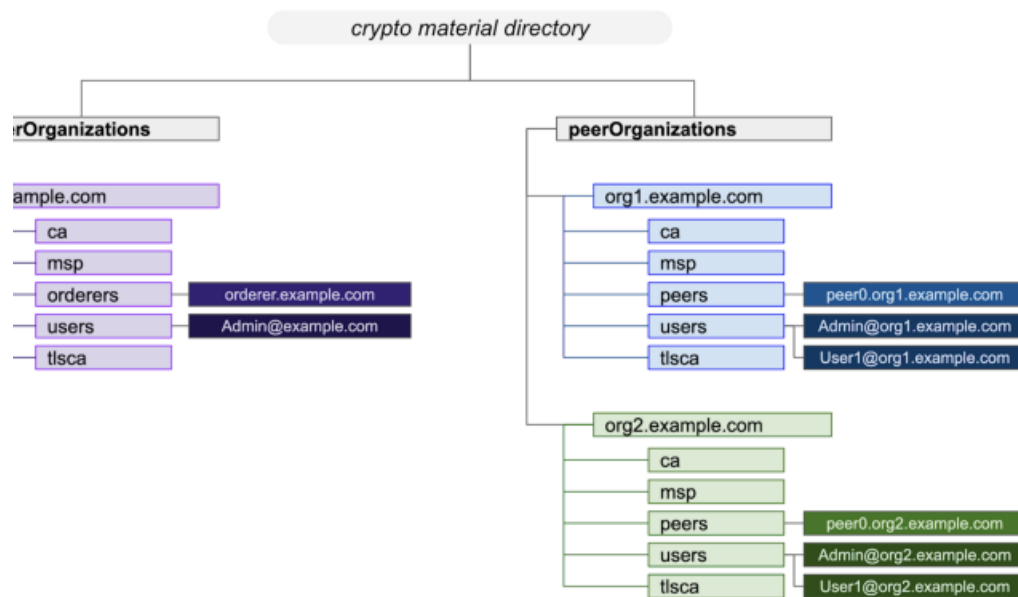 crypto material directory
rOrganizations
peerOrganizations
ample.com
ca
msp
orderers
orderer.example.com
users
Admin@example.com
tlsca
org1.example.com
ca
msp
peers
peer0.org1.example.com
users
Admin@org1.example.com
User1@org1.example.com
tlsca
org2.example.com
ca
msp
peers
peer0.org2.example.com
users
Admin@org2.example.com
User1@org2.example.com
tlsca